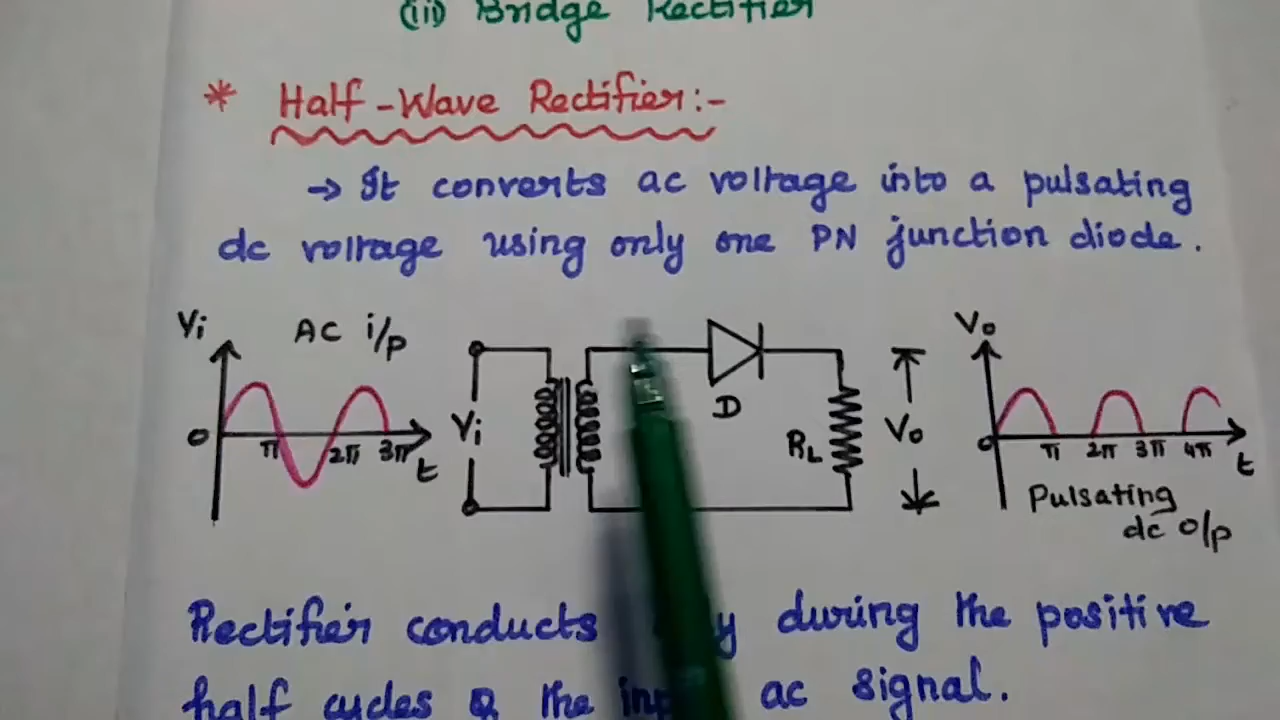 (ii) Bridge Rectifier
* Half-Wave Rectifier:-
→ It converts ac voltage into a pulsating
dc voltage using only one PN junction diode.
Vi AC i/p
0 π 2π 3π t
Vi
D
RL
Vo
Vo
0 π 2π 3π 4π t
Pulsating
dc o/p
Rectifier conducts during the positive
half cycles the ac signal.